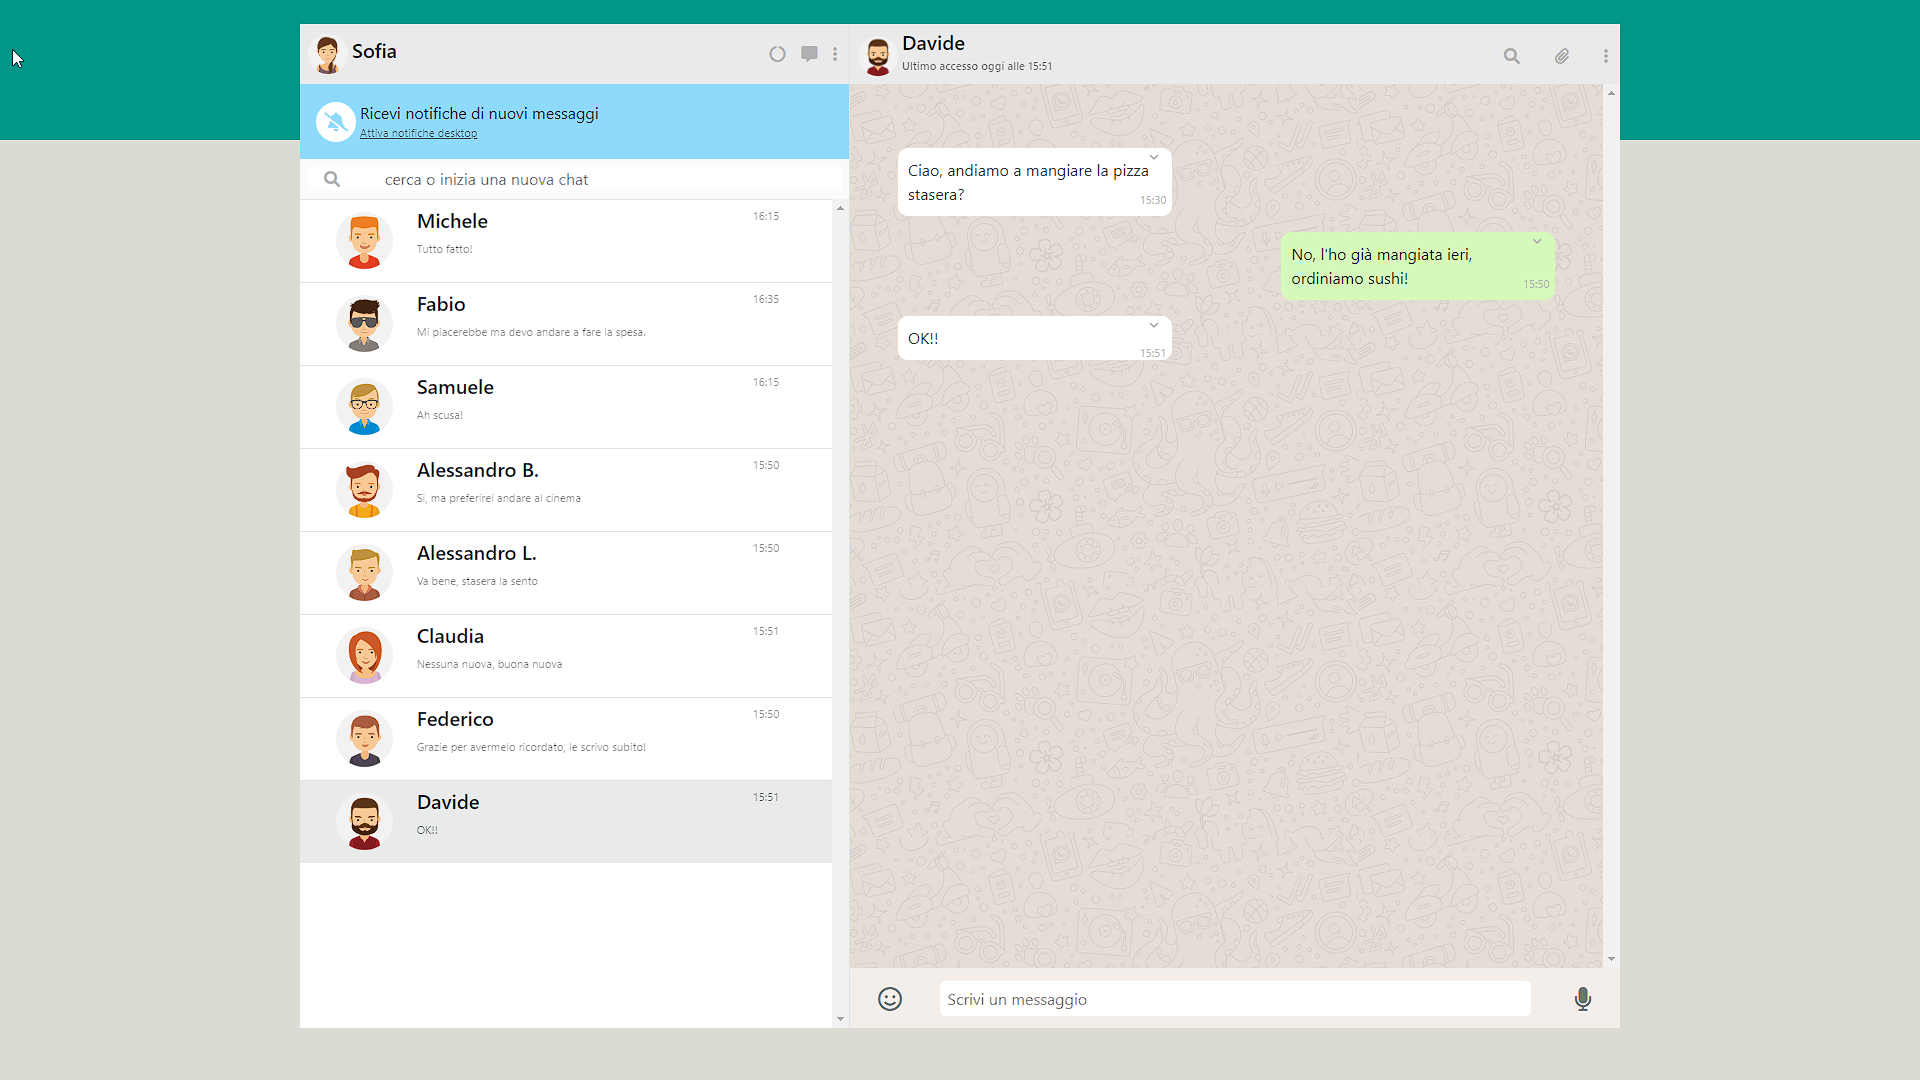 Sofia
Ricevi notifiche di nuovi messaggi
Attiva notifiche desktop
cerca o inizia una nuova chat
Michele
16:15
Tutto fatto!
Fabio
16:35
Mi piacerebbe ma devo andare a fare la spesa.
Samuele
16:15
Ah scusa!
Alessandro B.
15:50
Si, ma preferirei andare al cinema
Alessandro L.
15:50
Va bene, stasera la sento
Claudia
15:51
Nessuna nuova, buona nuova
Federico
15:50
Grazie per avermelo ricordato, le scrivo subito!
Davide
15:51
OK!!
Davide
Ultimo accesso oggi alle 15:51
Ciao, andiamo a mangiare la pizza
stasera?
15:30
No, l'ho già mangiata ieri,
ordiniamo sushi!
15:50
OK!!
15:51
Scrivi un messaggio